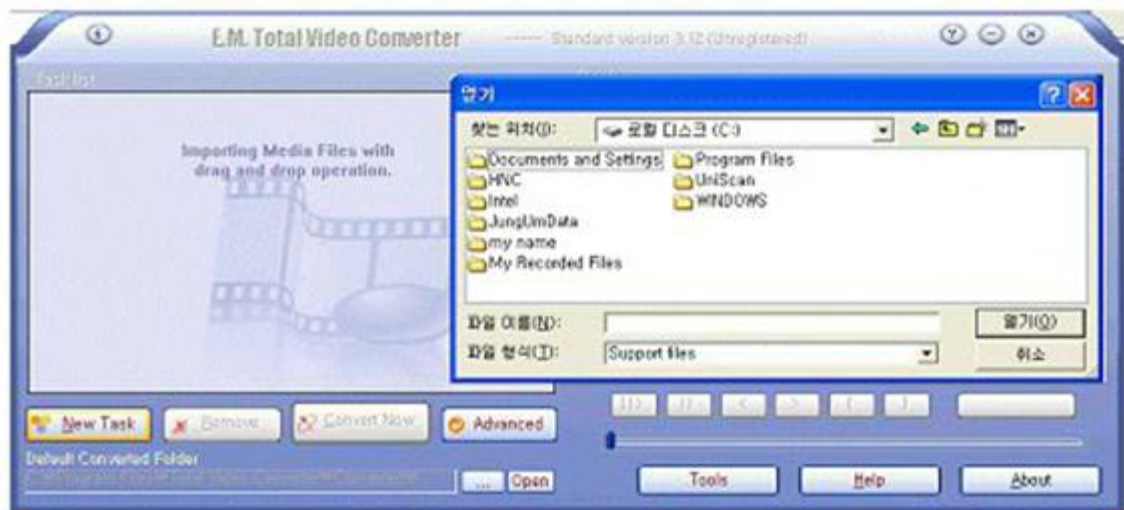 E.M. Total Video Converter ----- Standard version 3.12 (Unregistered)
Task list
Importing Media Files with
drag and drop operation.
열기
찾는 위치(I): 로컬 디스크 (C:)
Documents and Settings Program Files
HNC UniScan
Intel WINDOWS
JungUmData
my name
My Recorded Files
파일 이름(N): 열기(O)
파일 형식(T): Support files 취소
New Task Remove Convert Now Advanced
Default Converted Folder
... Open Tools Help About